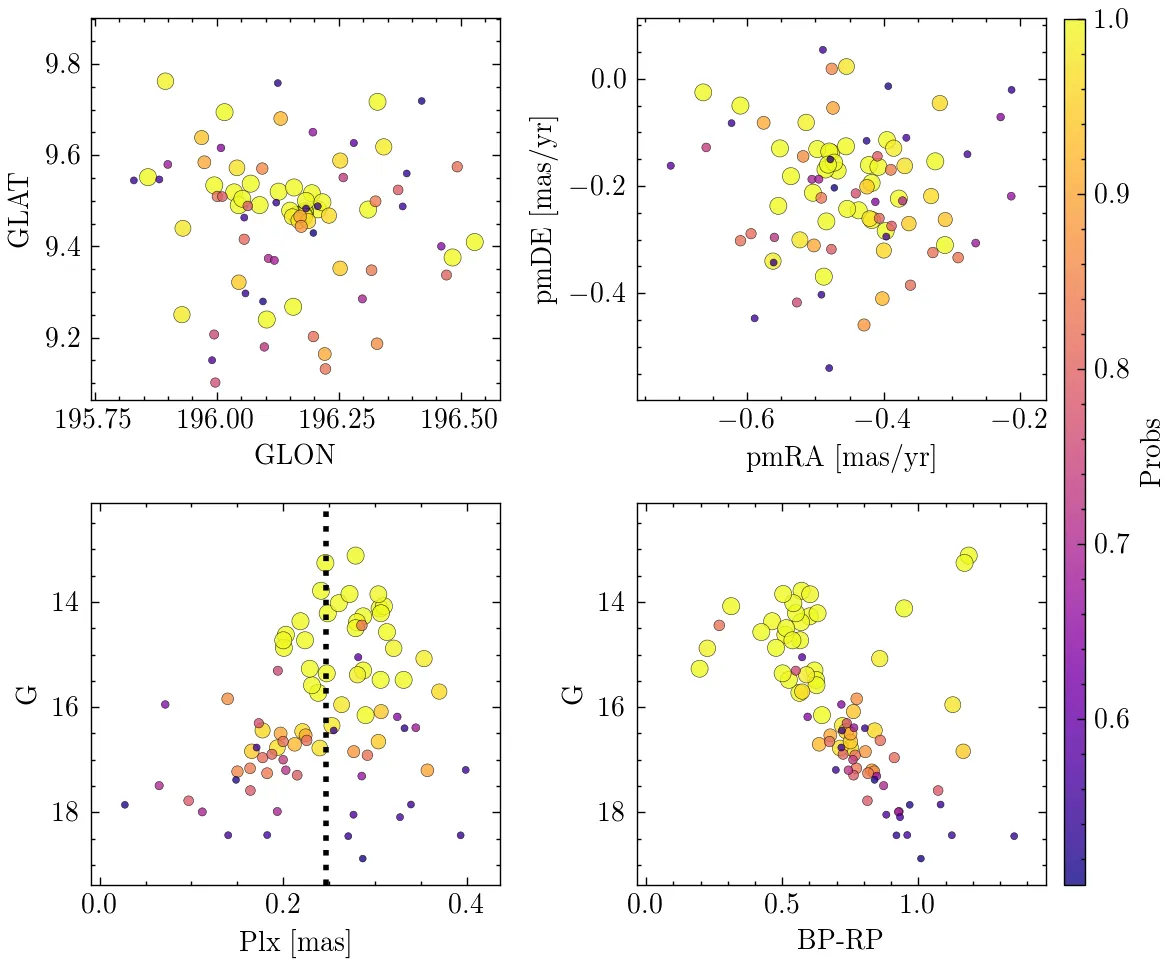 9.8
9.6
9.4
9.2
GLAT
195.75 196.00 196.25 196.50
GLON
0.0
−0.2
−0.4
pmDE [mas/yr]
−0.6 −0.4 −0.2
pmRA [mas/yr]
14
16
18
G
0.0 0.2 0.4
Plx [mas]
14
16
18
G
0.0 0.5 1.0
BP-RP
1.0
0.9
0.8
0.7
0.6
Probs